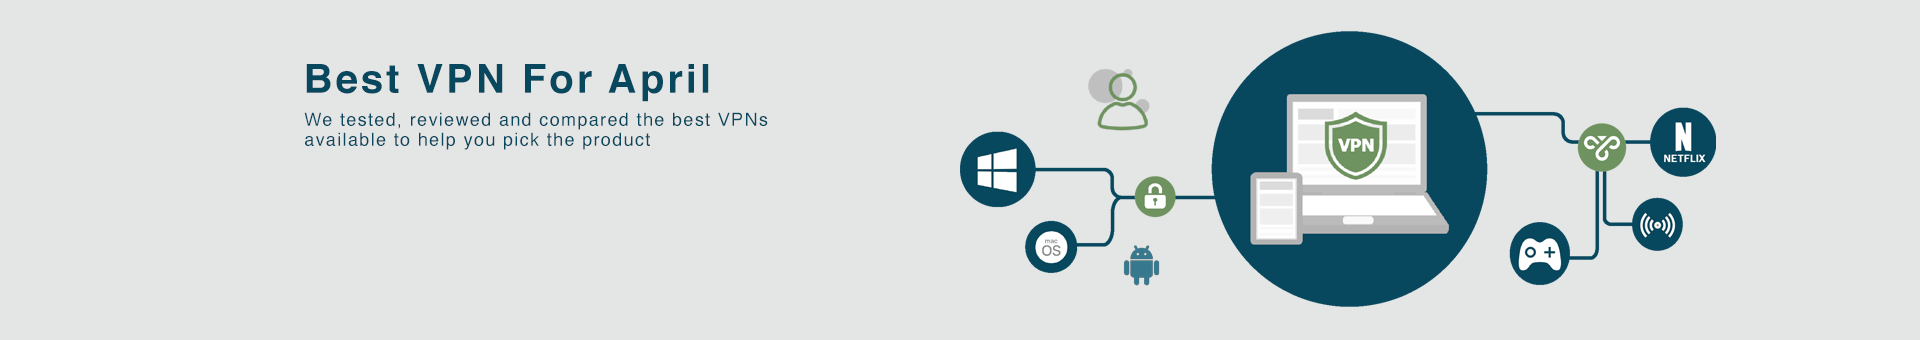 Best VPN For April
We tested, reviewed and compared the best VPNs
available to help you pick the product
VPN
N
NETFLIX
mac
OS